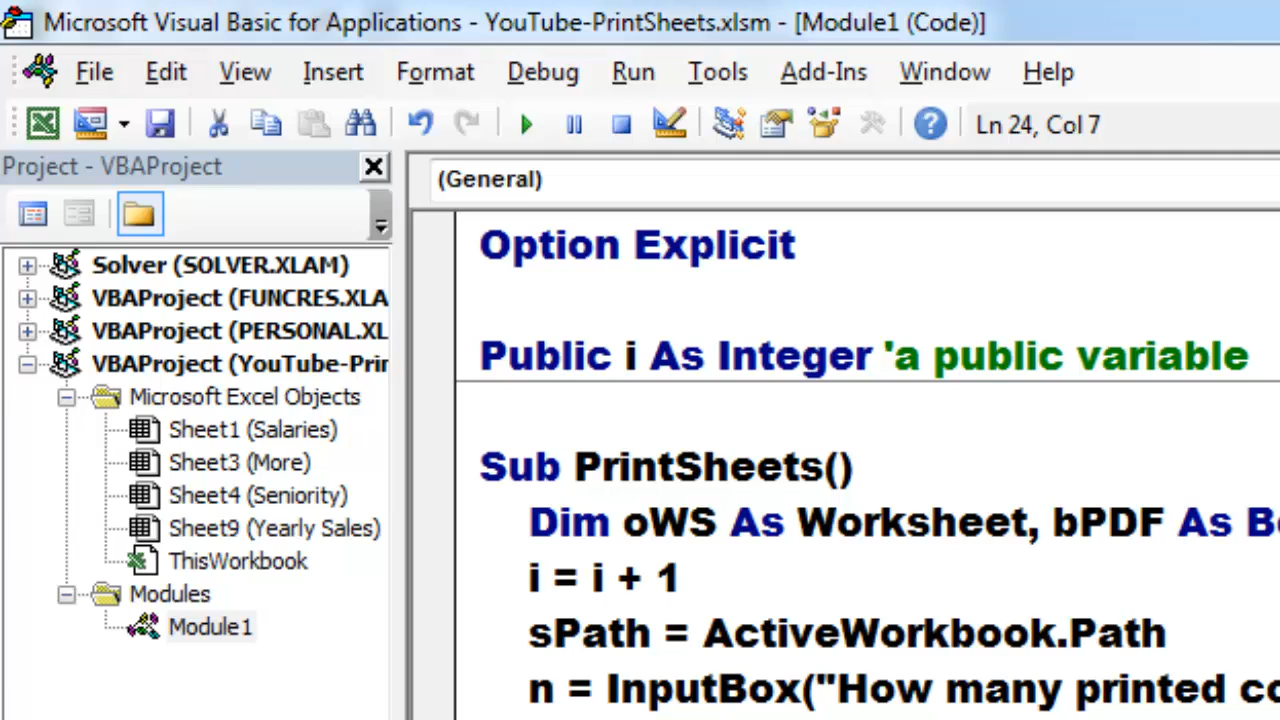 Microsoft Visual Basic for Applications - YouTube-PrintSheets.xlsm - [Module1 (Code)]
File Edit View Insert Format Debug Run Tools Add-Ins Window Help
Ln 24, Col 7
Project - VBAProject
(General)
Solver (SOLVER.XLAM)
VBAProject (FUNCRES.XLA
VBAProject (PERSONAL.XL
VBAProject (YouTube-Prin
Microsoft Excel Objects
Sheet1 (Salaries)
Sheet3 (More)
Sheet4 (Seniority)
Sheet9 (Yearly Sales)
ThisWorkbook
Modules
Module1
Option Explicit
Public i As Integer 'a public variable
Sub PrintSheets()
Dim oWS As Worksheet, bPDF As Bo
i = i + 1
sPath = ActiveWorkbook.Path
n = InputBox("How many printed co